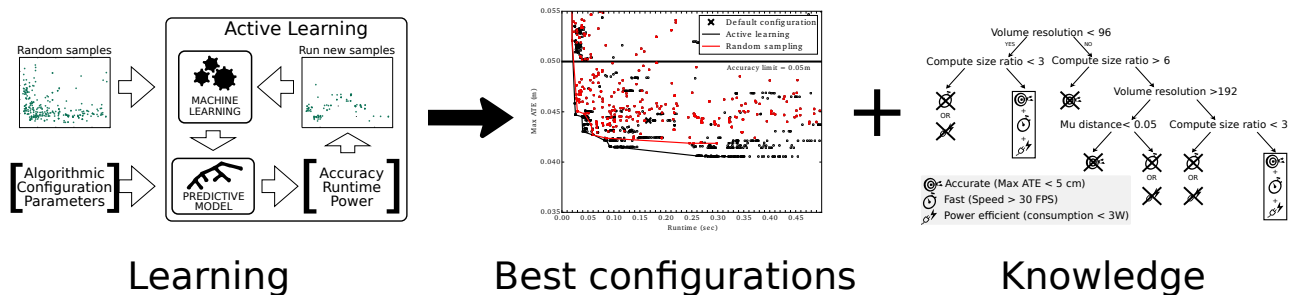 Active Learning
Random samples
Run new samples
MACHINE
LEARNING
Algorithmic
Configuration
Parameters
PREDICTIVE
MODEL
Accuracy
Runtime
Power
Learning
0.055
0.050
0.045
0.040
0.035
Max ATE (m)
Default configuration
Active learning
Random sampling
Accuracy limit = 0.05m
0.00 0.05 0.10 0.15 0.20 0.25 0.30 0.35 0.40 0.45
Runtime (sec)
Best configurations
+
Volume resolution < 96
YES NO
Compute size ratio < 3 Compute size ratio > 6
OR
+
+
Volume resolution >192
Mu distance< 0.05 Compute size ratio < 3
OR OR
+
+
Accurate (Max ATE < 5 cm)
Fast (Speed > 30 FPS)
Power efficient (consumption < 3W)
Knowledge